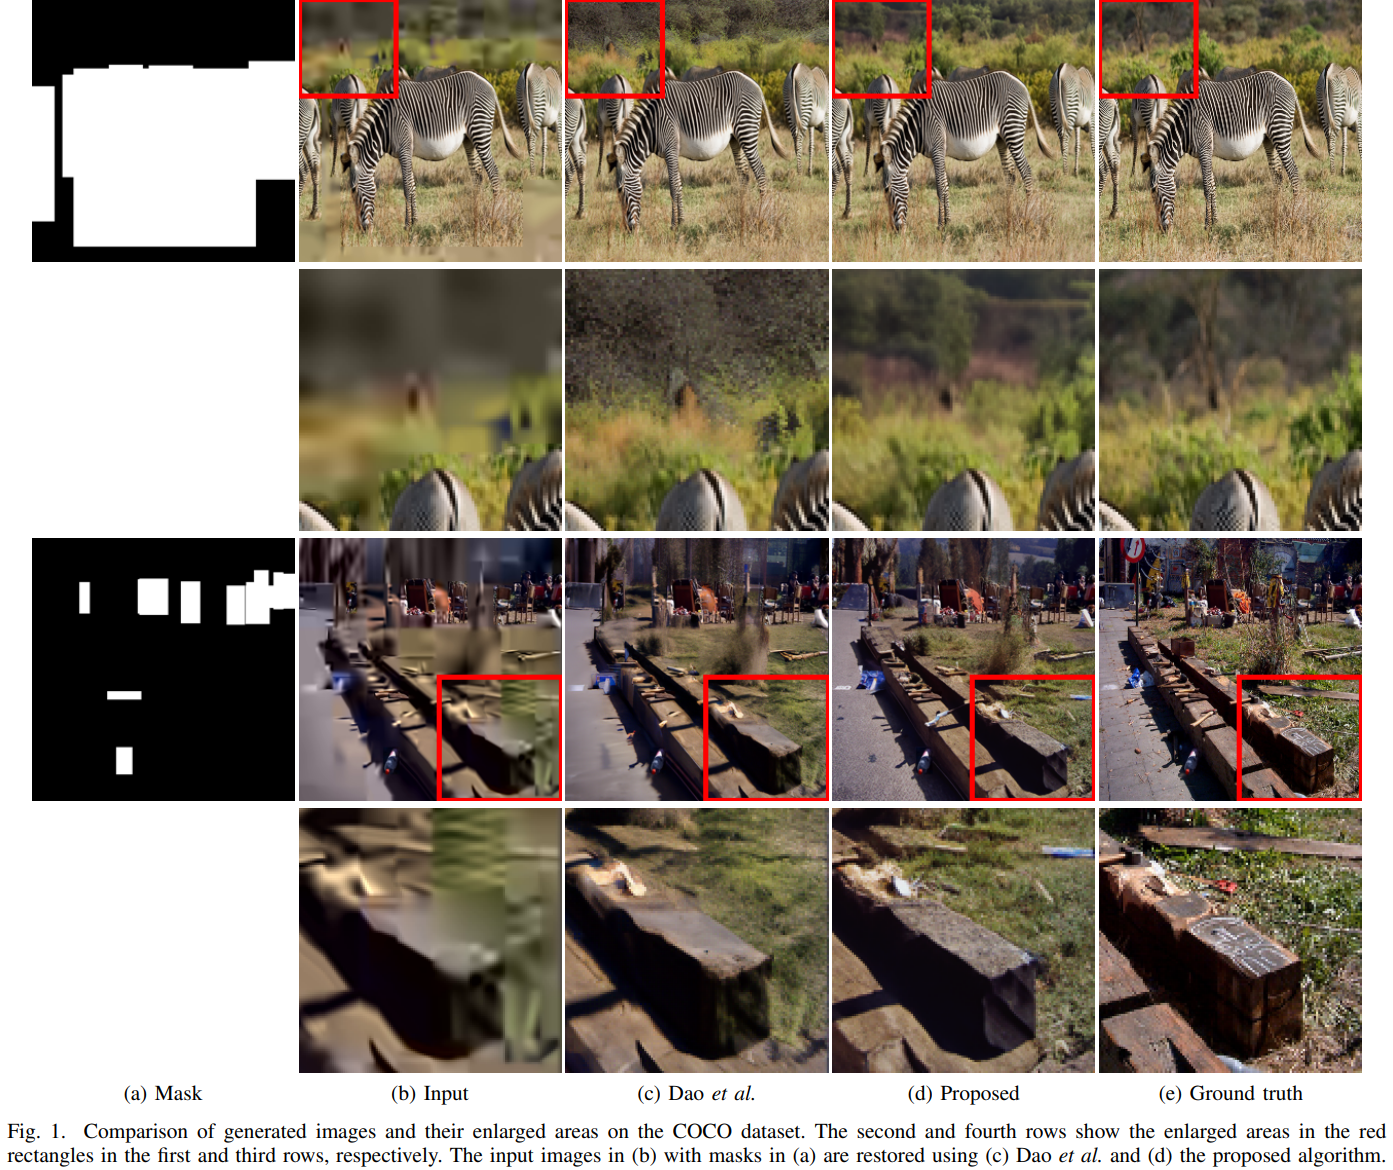 (a) Mask
(b) Input
(c) Dao et al.
(d) Proposed
(e) Ground truth
Fig. 1. Comparison of generated images and their enlarged areas on the COCO dataset. The second and fourth rows show the enlarged areas in the red
rectangles in the first and third rows, respectively. The input images in (b) with masks in (a) are restored using (c) Dao et al. and (d) the proposed algorithm.